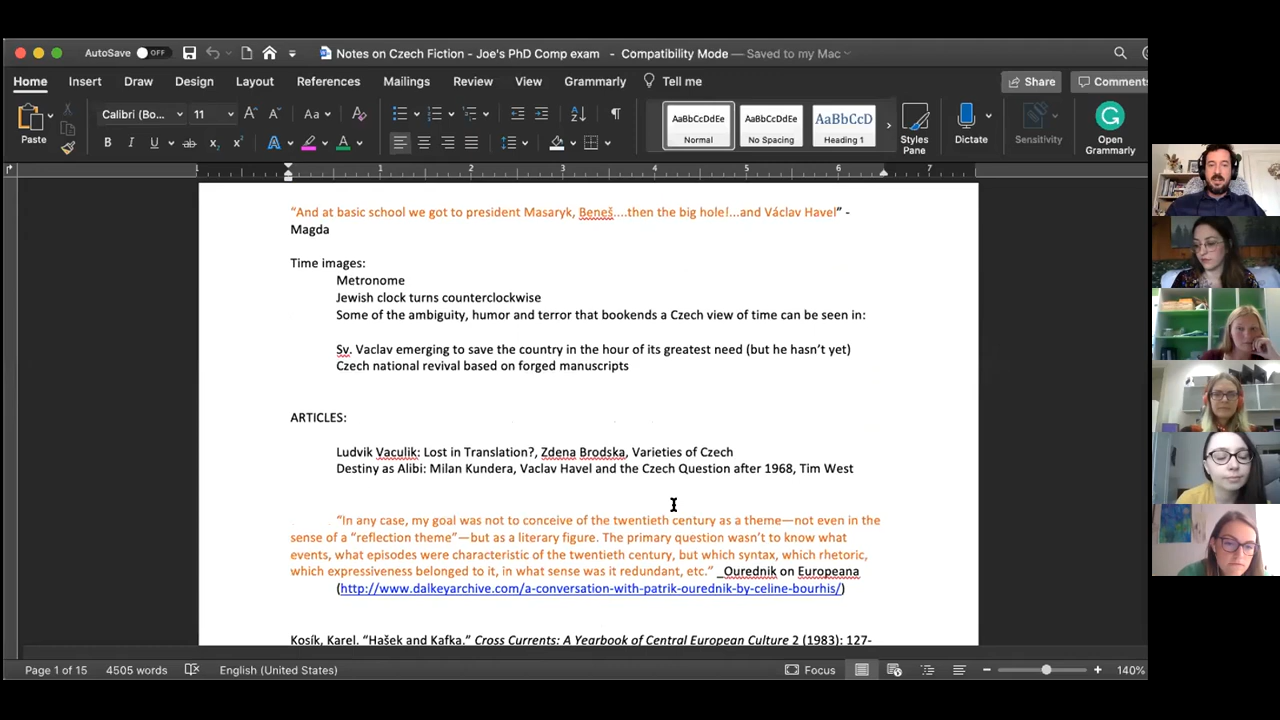 AutoSave OFF Notes on Czech Fiction - Joe's PhD Comp exam - Compatibility Mode — Saved to my Mac
Home Insert Draw Design Layout References Mailings Review View Grammarly Tell me Share Comments
Paste Calibri (Bo... 11 AaBbCcDdEe Normal AaBbCcDdEe No Spacing AaBbCcD Heading 1 Styles Pane Dictate Sensitivity Open Grammarly
1 1 2 3 4 5 6 7
“And at basic school we got to president Masaryk, Beneš....then the big hole!...and Václav Havel” -
Magda
Time images:
Metronome
Jewish clock turns counterclockwise
Some of the ambiguity, humor and terror that bookends a Czech view of time can be seen in:
Sv. Vaclav emerging to save the country in the hour of its greatest need (but he hasn’t yet)
Czech national revival based on forged manuscripts
ARTICLES:
Ludvik Vaculik: Lost in Translation?, Zdena Brodska, Varieties of Czech
Destiny as Alibi: Milan Kundera, Vaclav Havel and the Czech Question after 1968, Tim West
“In any case, my goal was not to conceive of the twentieth century as a theme—not even in the
sense of a “reflection theme”—but as a literary figure. The primary question wasn’t to know what
events, what episodes were characteristic of the twentieth century, but which syntax, which rhetoric,
which expressiveness belonged to it, in what sense was it redundant, etc.” _Ourednik on Europeana
(http://www.dalkeyarchive.com/a-conversation-with-patrik-ourednik-by-celine-bourhis/)
Kosík, Karel. “Hašek and Kafka.” Cross Currents: A Yearbook of Central European Culture 2 (1983): 127-
Page 1 of 15 4505 words English (United States) Focus 140%